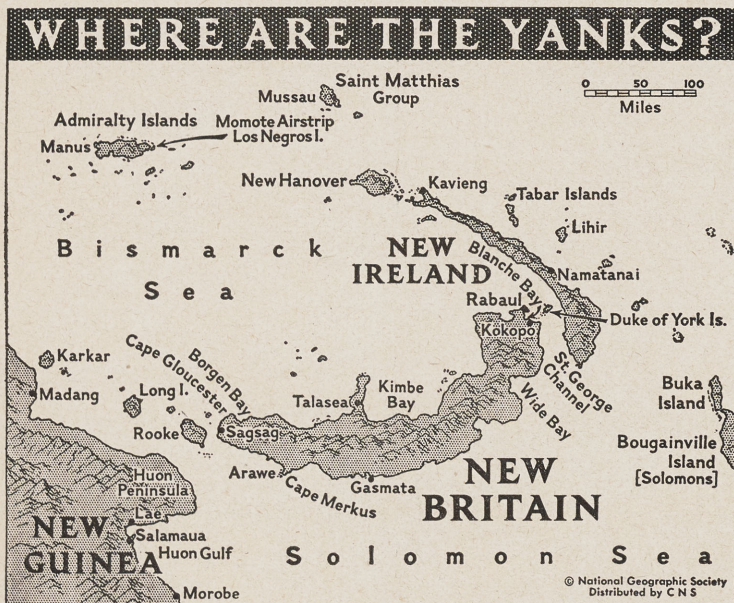 WHERE ARE THE YANKS?
Saint Matthias
Group
Mussau
0 50 100
Miles
Admiralty Islands
Momote Airstrip
Los Negros I.
Manus
New Hanover
Kavieng
Tabar Islands
Lihir
Bismarck
Sea
NEW
IRELAND
Blanche Bay
Namatanai
Rabaul
Kokopo
Duke of York Is.
St. George
Channel
Karkar
Cape Gloucester
Borgen Bay
Madang
Long I.
Talasea
Kimbe
Bay
Wide Bay
Buka
Island
Rooke
Sagsag
Bougainville
Island
[Solomons]
Arawe
Cape Merkus
Gasmata
NEW
BRITAIN
Huon
Peninsula
Lae
NEW
GUINEA
Salamaua
Huon Gulf
Solomon Sea
Morobe
© National Geographic Society
Distributed by C N S